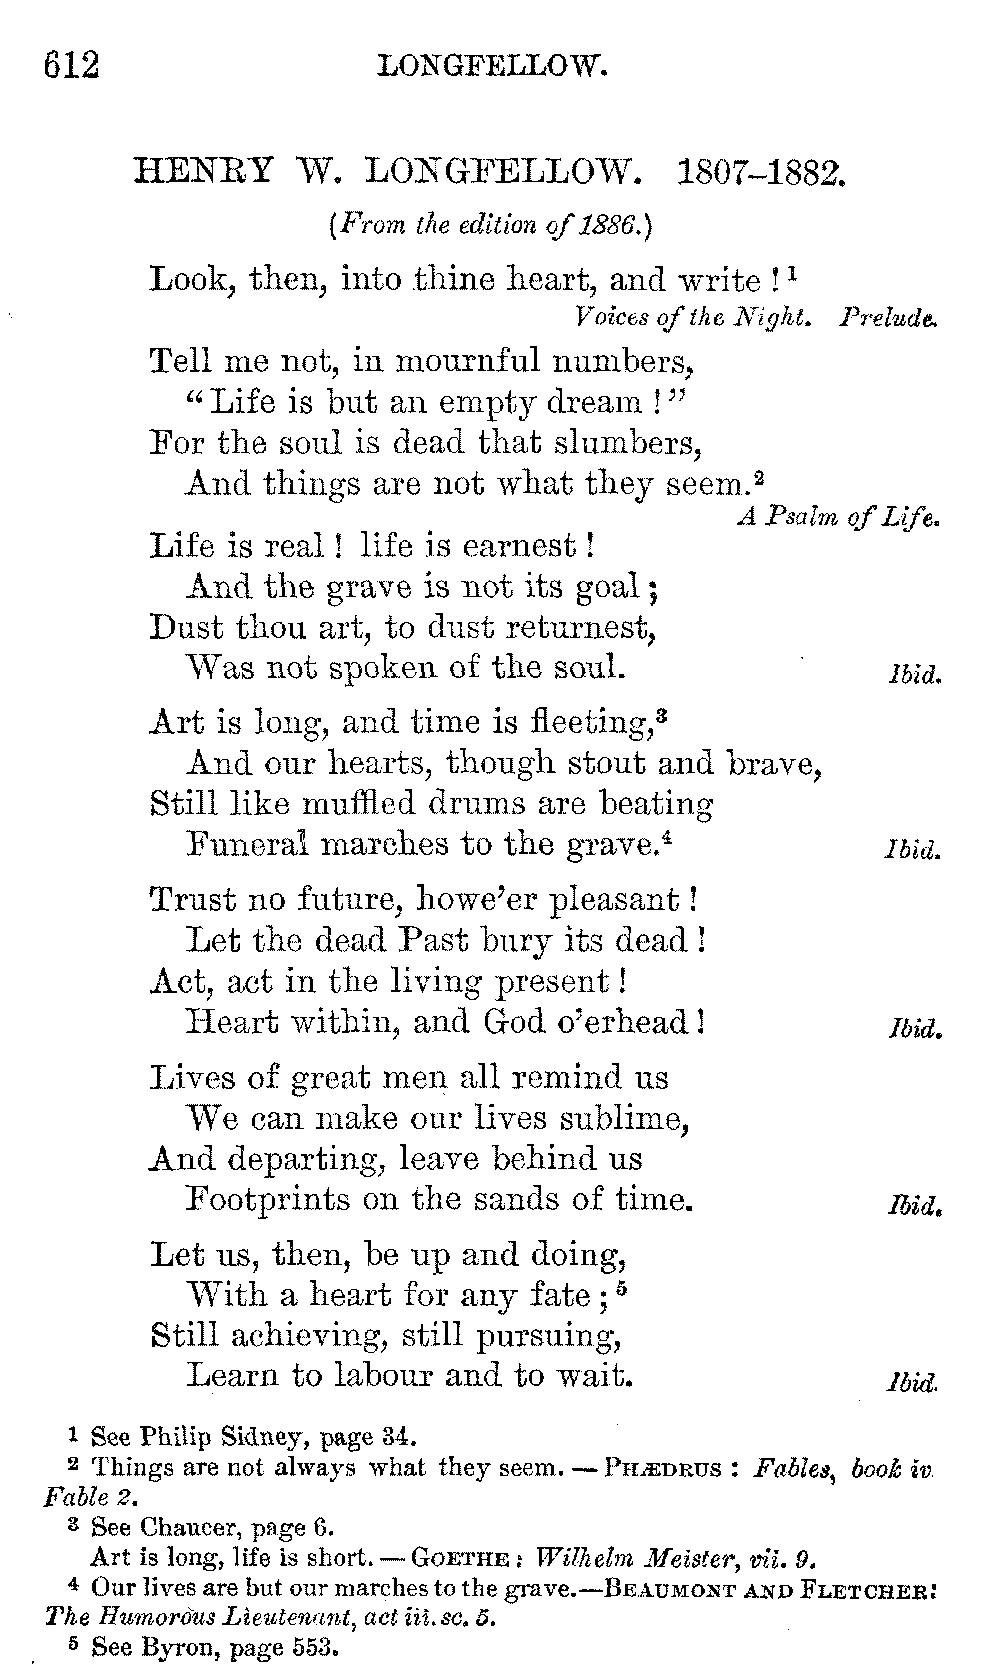 612 LONGFELLOW.
HENRY W. LONGFELLOW. 1807–1882.
(From the edition of 1886.)
Look, then, into thine heart, and write !¹
Voices of the Night. Prelude.
Tell me not, in mournful numbers,
“ Life is but an empty dream ! ”
For the soul is dead that slumbers,
And things are not what they seem.²
A Psalm of Life.
Life is real ! life is earnest !
And the grave is not its goal ;
Dust thou art, to dust returnest,
Was not spoken of the soul. Ibid.
Art is long, and time is fleeting,³
And our hearts, though stout and brave,
Still like muffled drums are beating
Funeral marches to the grave.⁴ Ibid.
Trust no future, howe’er pleasant !
Let the dead Past bury its dead !
Act, act in the living present !
Heart within, and God o’erhead ! Ibid.
Lives of great men all remind us
We can make our lives sublime,
And departing, leave behind us
Footprints on the sands of time. Ibid.
Let us, then, be up and doing,
With a heart for any fate ; ⁵
Still achieving, still pursuing,
Learn to labour and to wait. Ibid.
¹ See Philip Sidney, page 34.
² Things are not always what they seem. — PHÆDRUS : Fables, book iv.
Fable 2.
³ See Chaucer, page 6.
Art is long, life is short. — GOETHE : Wilhelm Meister, vii. 9.
⁴ Our lives are but our marches to the grave.—BEAUMONT AND FLETCHER:
The Humorous Lieutenant, act iii. sc. 5.
⁵ See Byron, page 553.